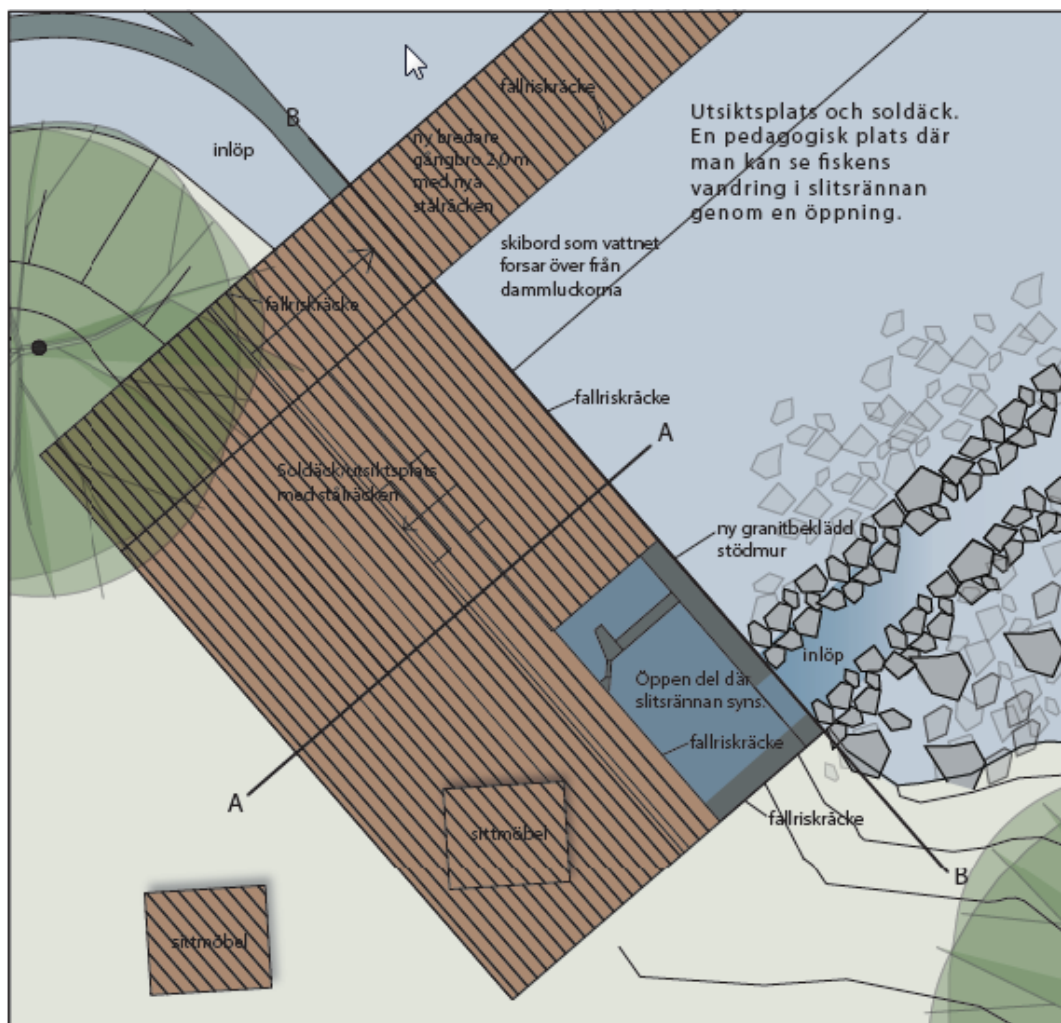 fallriskräcke
B
inlöp
ny bredare
gångbro 2,0 m
med nya
stålräcken
Utsiktsplats och soldäck.
En pedagogisk plats där
man kan se fiskens
vandring i slitsrännan
genom en öppning.
skibord som vattnet
forsar över från
dammluckorna
fallriskräcke
fallriskräcke
A
Soldäck/utsiktsplats
med stålräcken
ny granitbeklädd
stödmur
inlöp
Öppen del där
slitsrännan syns.
fallriskräcke
A
fallriskräcke
sittmöbel
B
sittmöbel